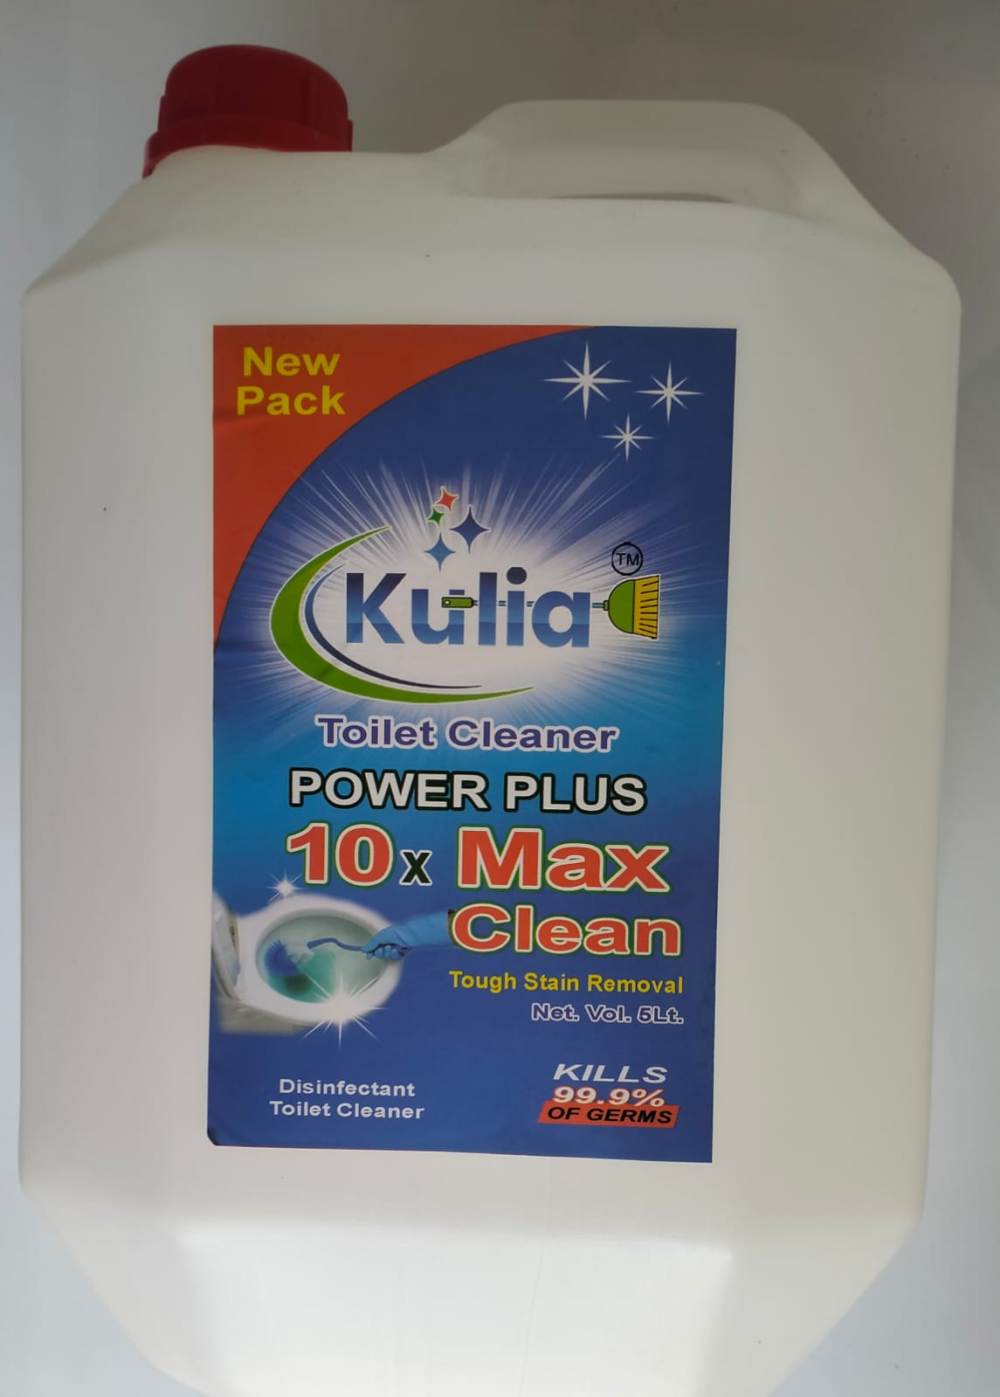 New
Pack
Kulia
TM
Toilet Cleaner
POWER PLUS
10 x Max
Clean
Tough Stain Removal
Net. Vol. 5Lt.
Disinfectant
Toilet Cleaner
KILLS
99.9%
OF GERMS